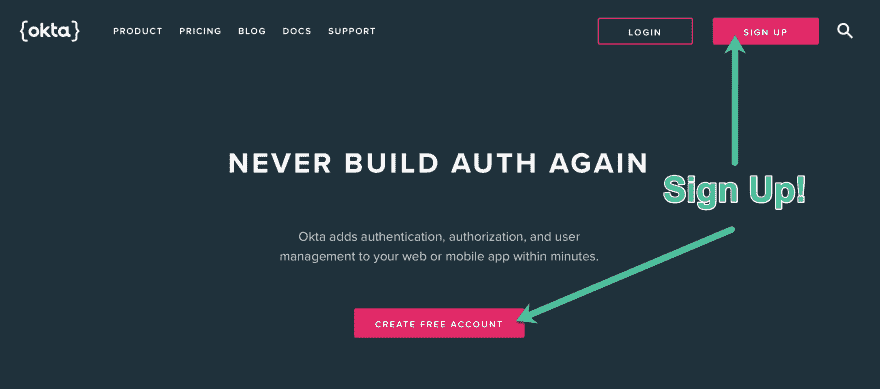 {okta}
PRODUCT PRICING BLOG DOCS SUPPORT LOGIN SIGN UP
NEVER BUILD AUTH AGAIN
Sign Up!
Okta adds authentication, authorization, and user
management to your web or mobile app within minutes.
CREATE FREE ACCOUNT